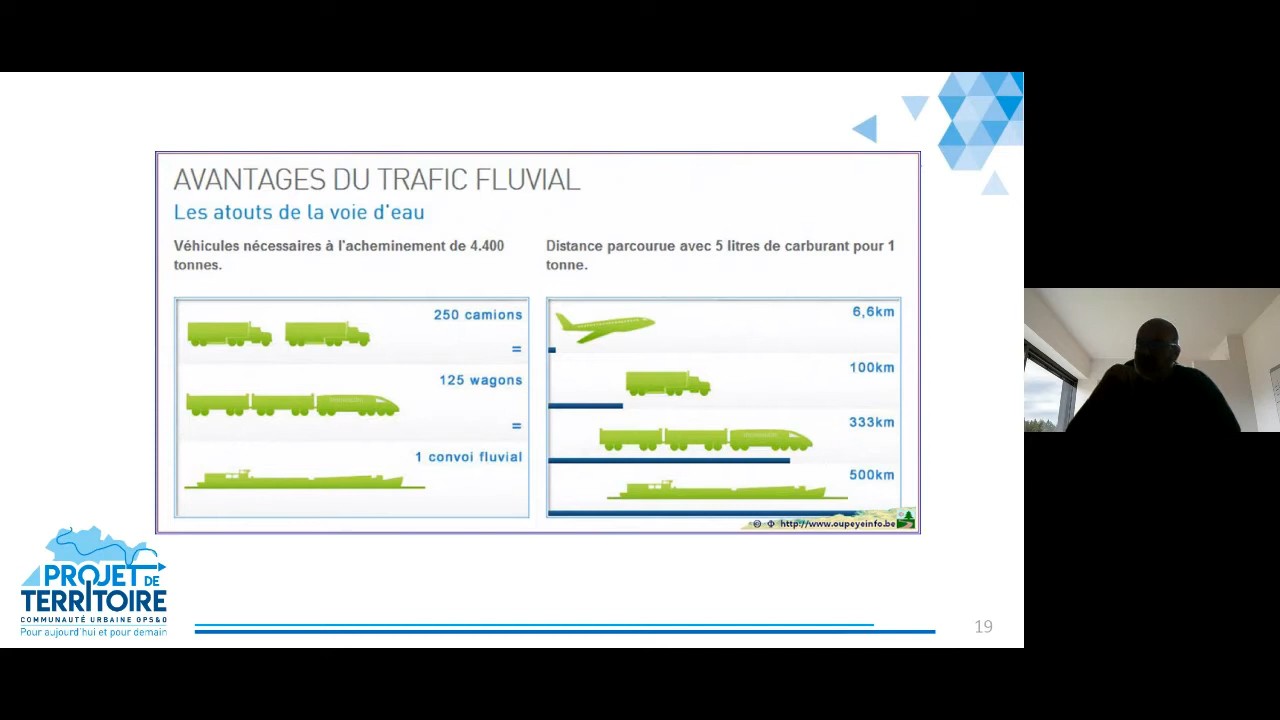 AVANTAGES DU TRAFIC FLUVIAL
Les atouts de la voie d'eau
Véhicules nécessaires à l'acheminement de 4.400
tonnes.
250 camions
=
125 wagons
=
1 convoi fluvial
Distance parcourue avec 5 litres de carburant pour 1
tonne.
6,6km
100km
333km
500km
© http://www.oupeyeinfo.be
PROJET DE
TERRITOIRE
COMMUNAUTÉ URBAINE GPS&O
Pour aujourd'hui et pour demain
19